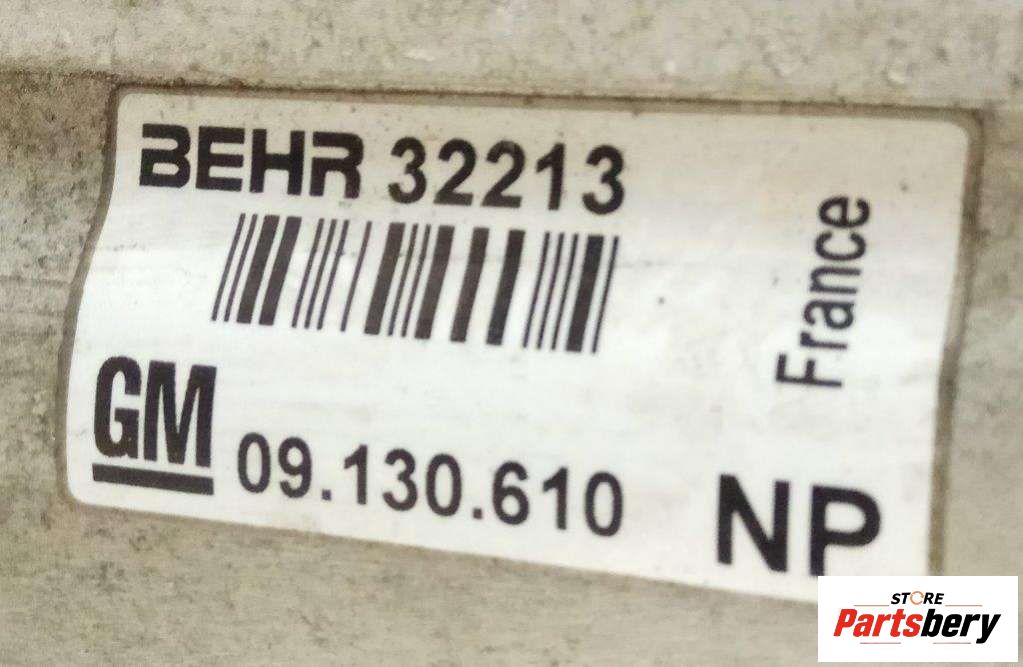 BEHR 32213
France
GM 09.130.610
NP
STORE
Partsbery